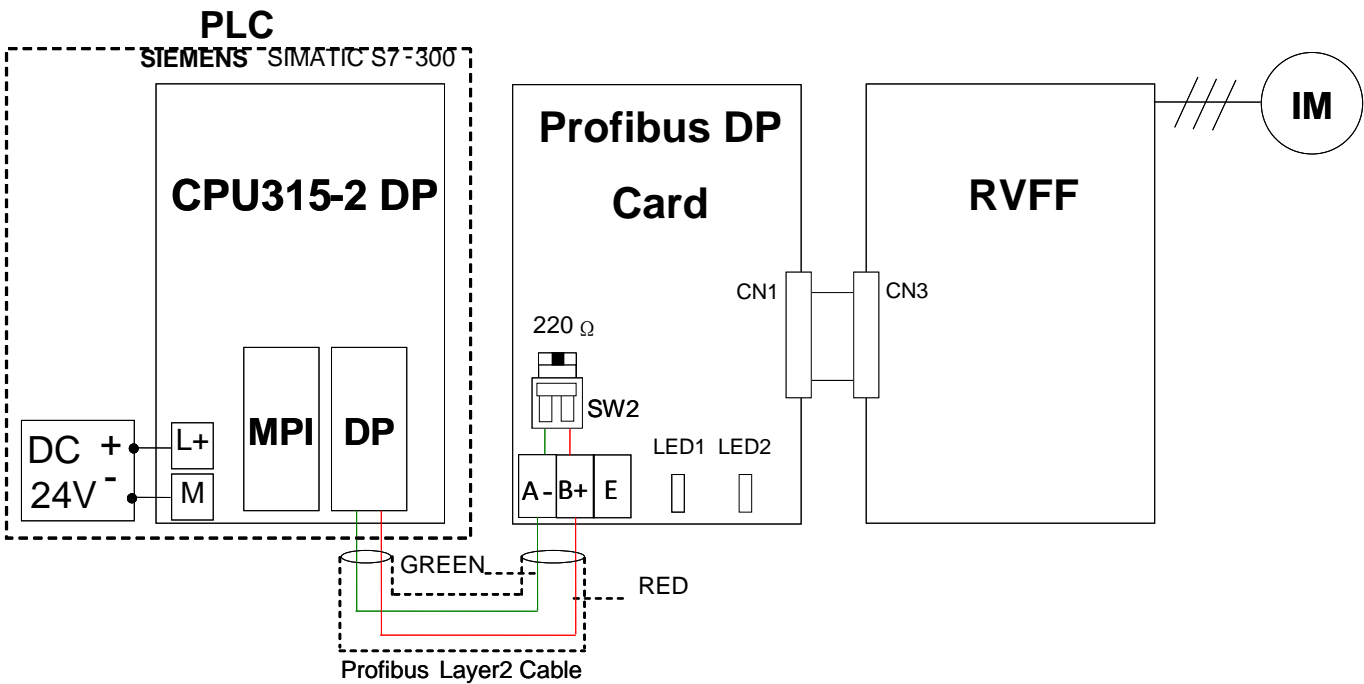 PLC
SIEMENS SIMATIC S7-300
CPU315-2 DP
MPI
DP
DC + 
24V -
L+
M
Profibus DP
Card
220 Ω
SW2
A-
B+
E
LED1
LED2
CN1
CN3
RVFF
IM
GREEN
RED
Profibus Layer2 Cable